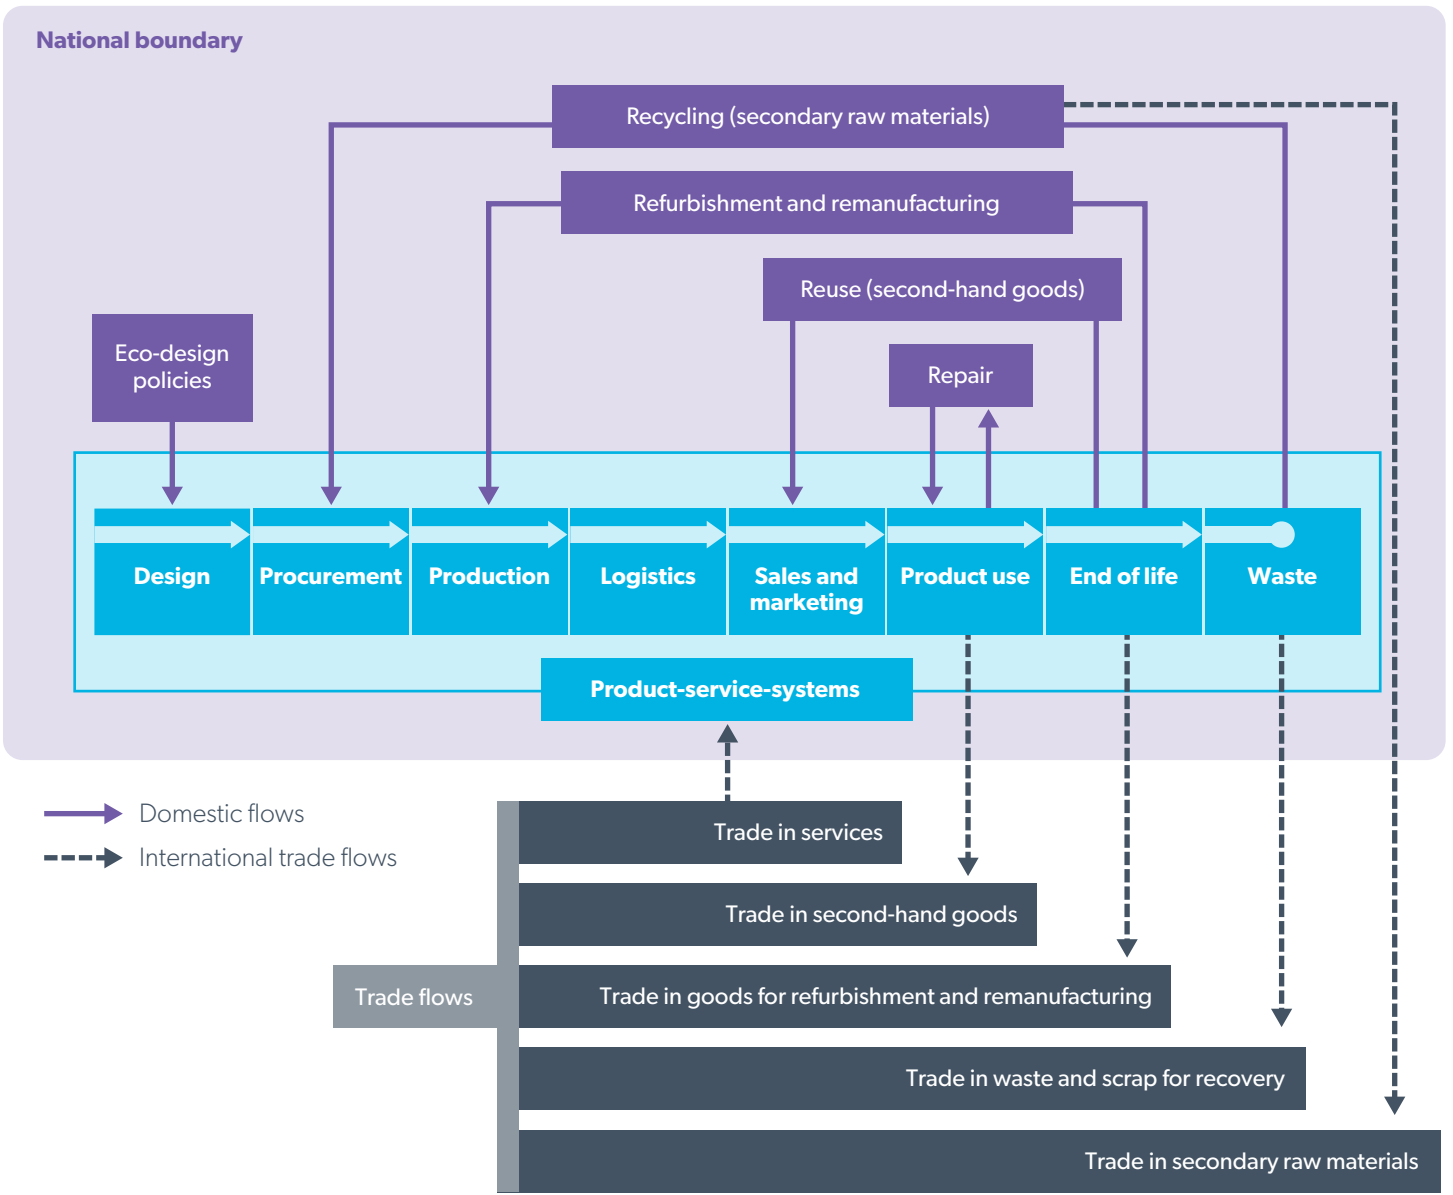 National boundary
Recycling (secondary raw materials)
Refurbishment and remanufacturing
Reuse (second-hand goods)
Eco-design
policies
Repair
Design
Procurement
Production
Logistics
Sales and
marketing
Product use
End of life
Waste
Product-service-systems
Domestic flows
International trade flows
Trade in services
Trade in second-hand goods
Trade flows
Trade in goods for refurbishment and remanufacturing
Trade in waste and scrap for recovery
Trade in secondary raw materials